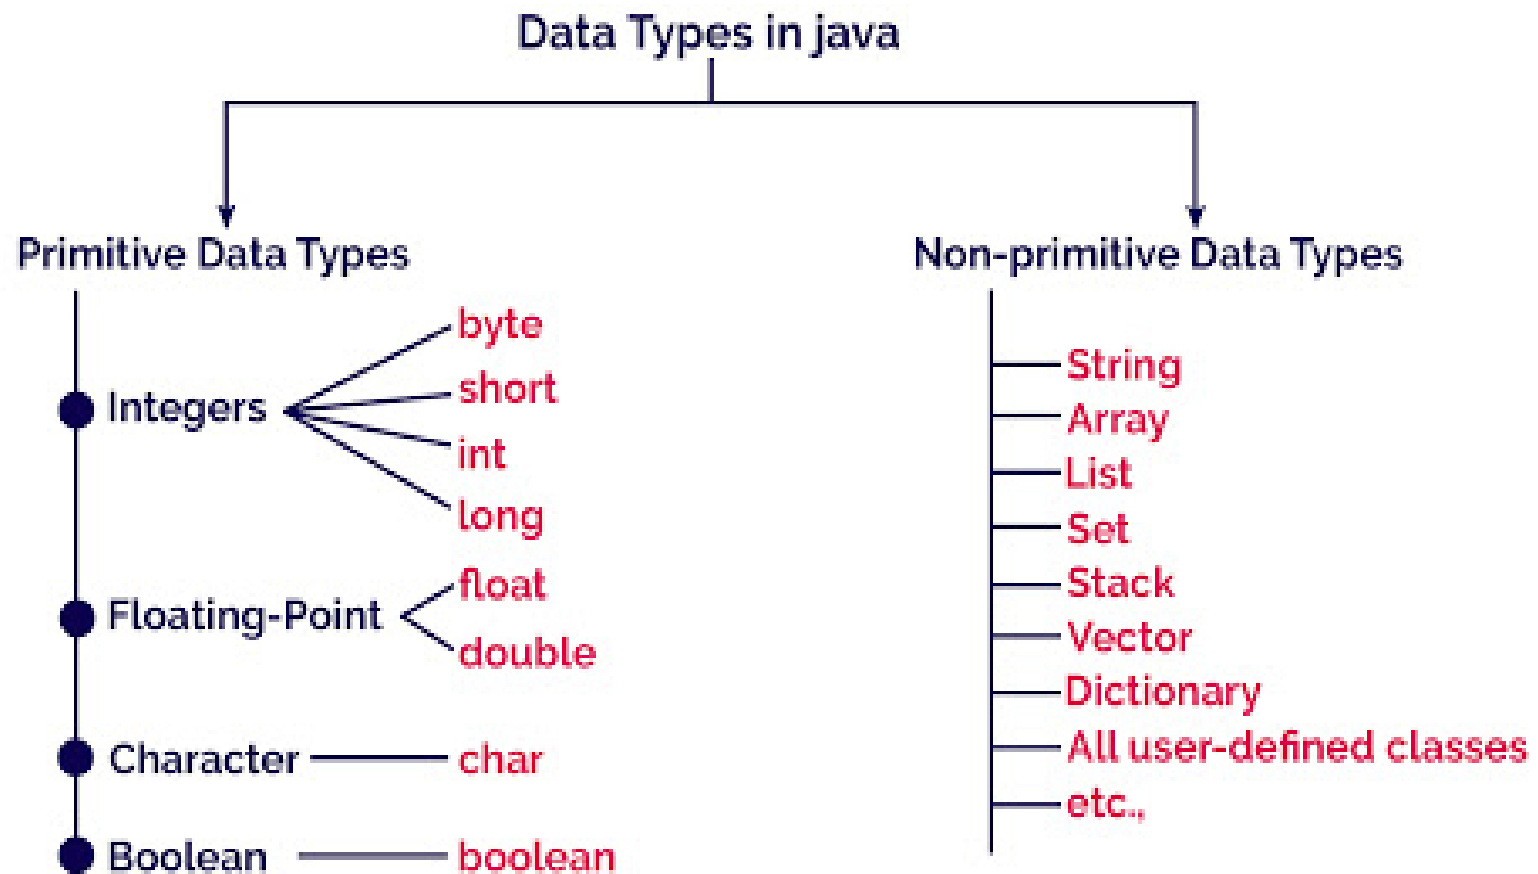 Data Types in java
Primitive Data Types
Integers
byte
short
int
long
Floating-Point
float
double
Character
char
Boolean
boolean
Non-primitive Data Types
String
Array
List
Set
Stack
Vector
Dictionary
All user-defined classes
etc.,